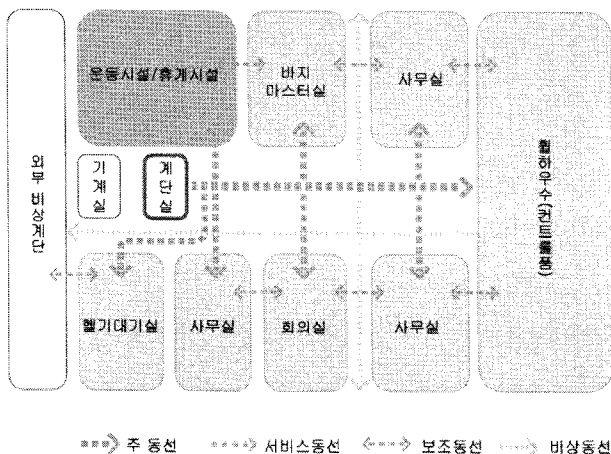 운동시설/휴게시설
바지
마스터실
사무실
외부 비상계단
기계실
계단실
휠하우스(컨트롤룸)
헬기대기실
사무실
회의실
사무실
주 동선
서비스동선
보조동선
비상동선